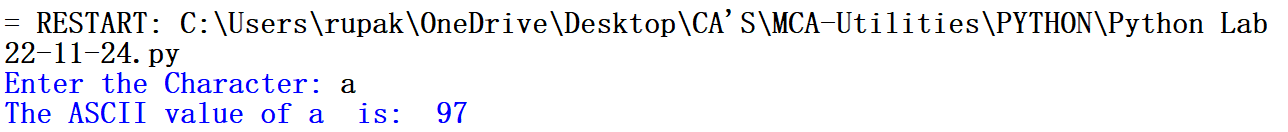 = RESTART: C:\Users\rupak\OneDrive\Desktop\CA'S\MCA-Utilities\PYTHON\Python Lab
22-11-24.py
Enter the Character: a
The ASCII value of a  is:  97